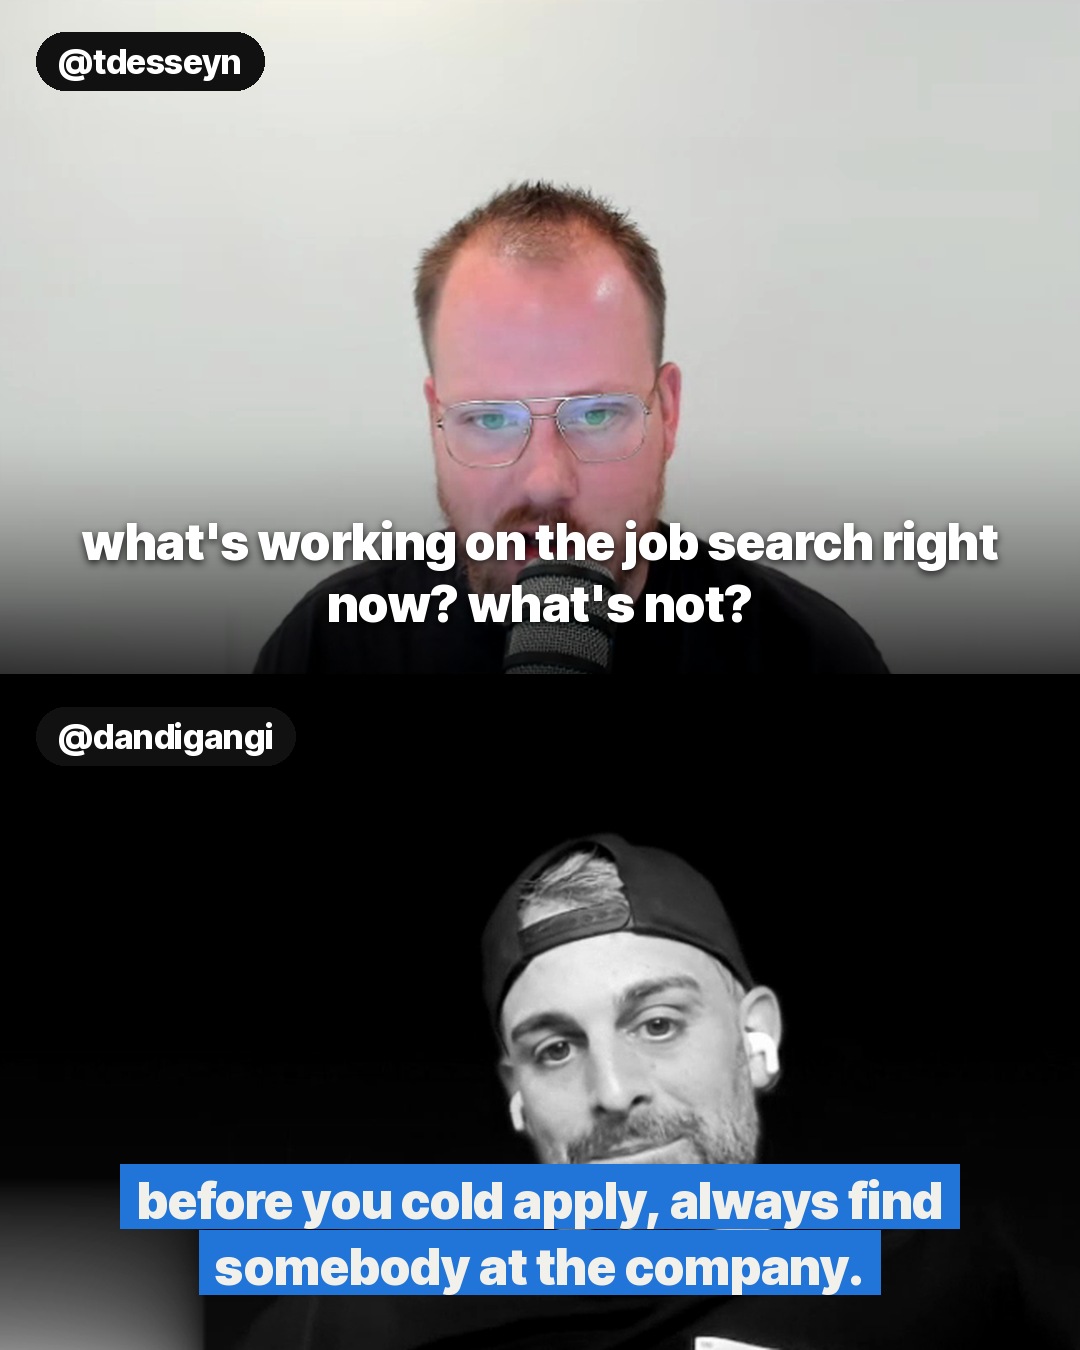 @tdesseyn
what's working on the job search right
now? what's not?
@dandigangi
before you cold apply, always find
somebody at the company.